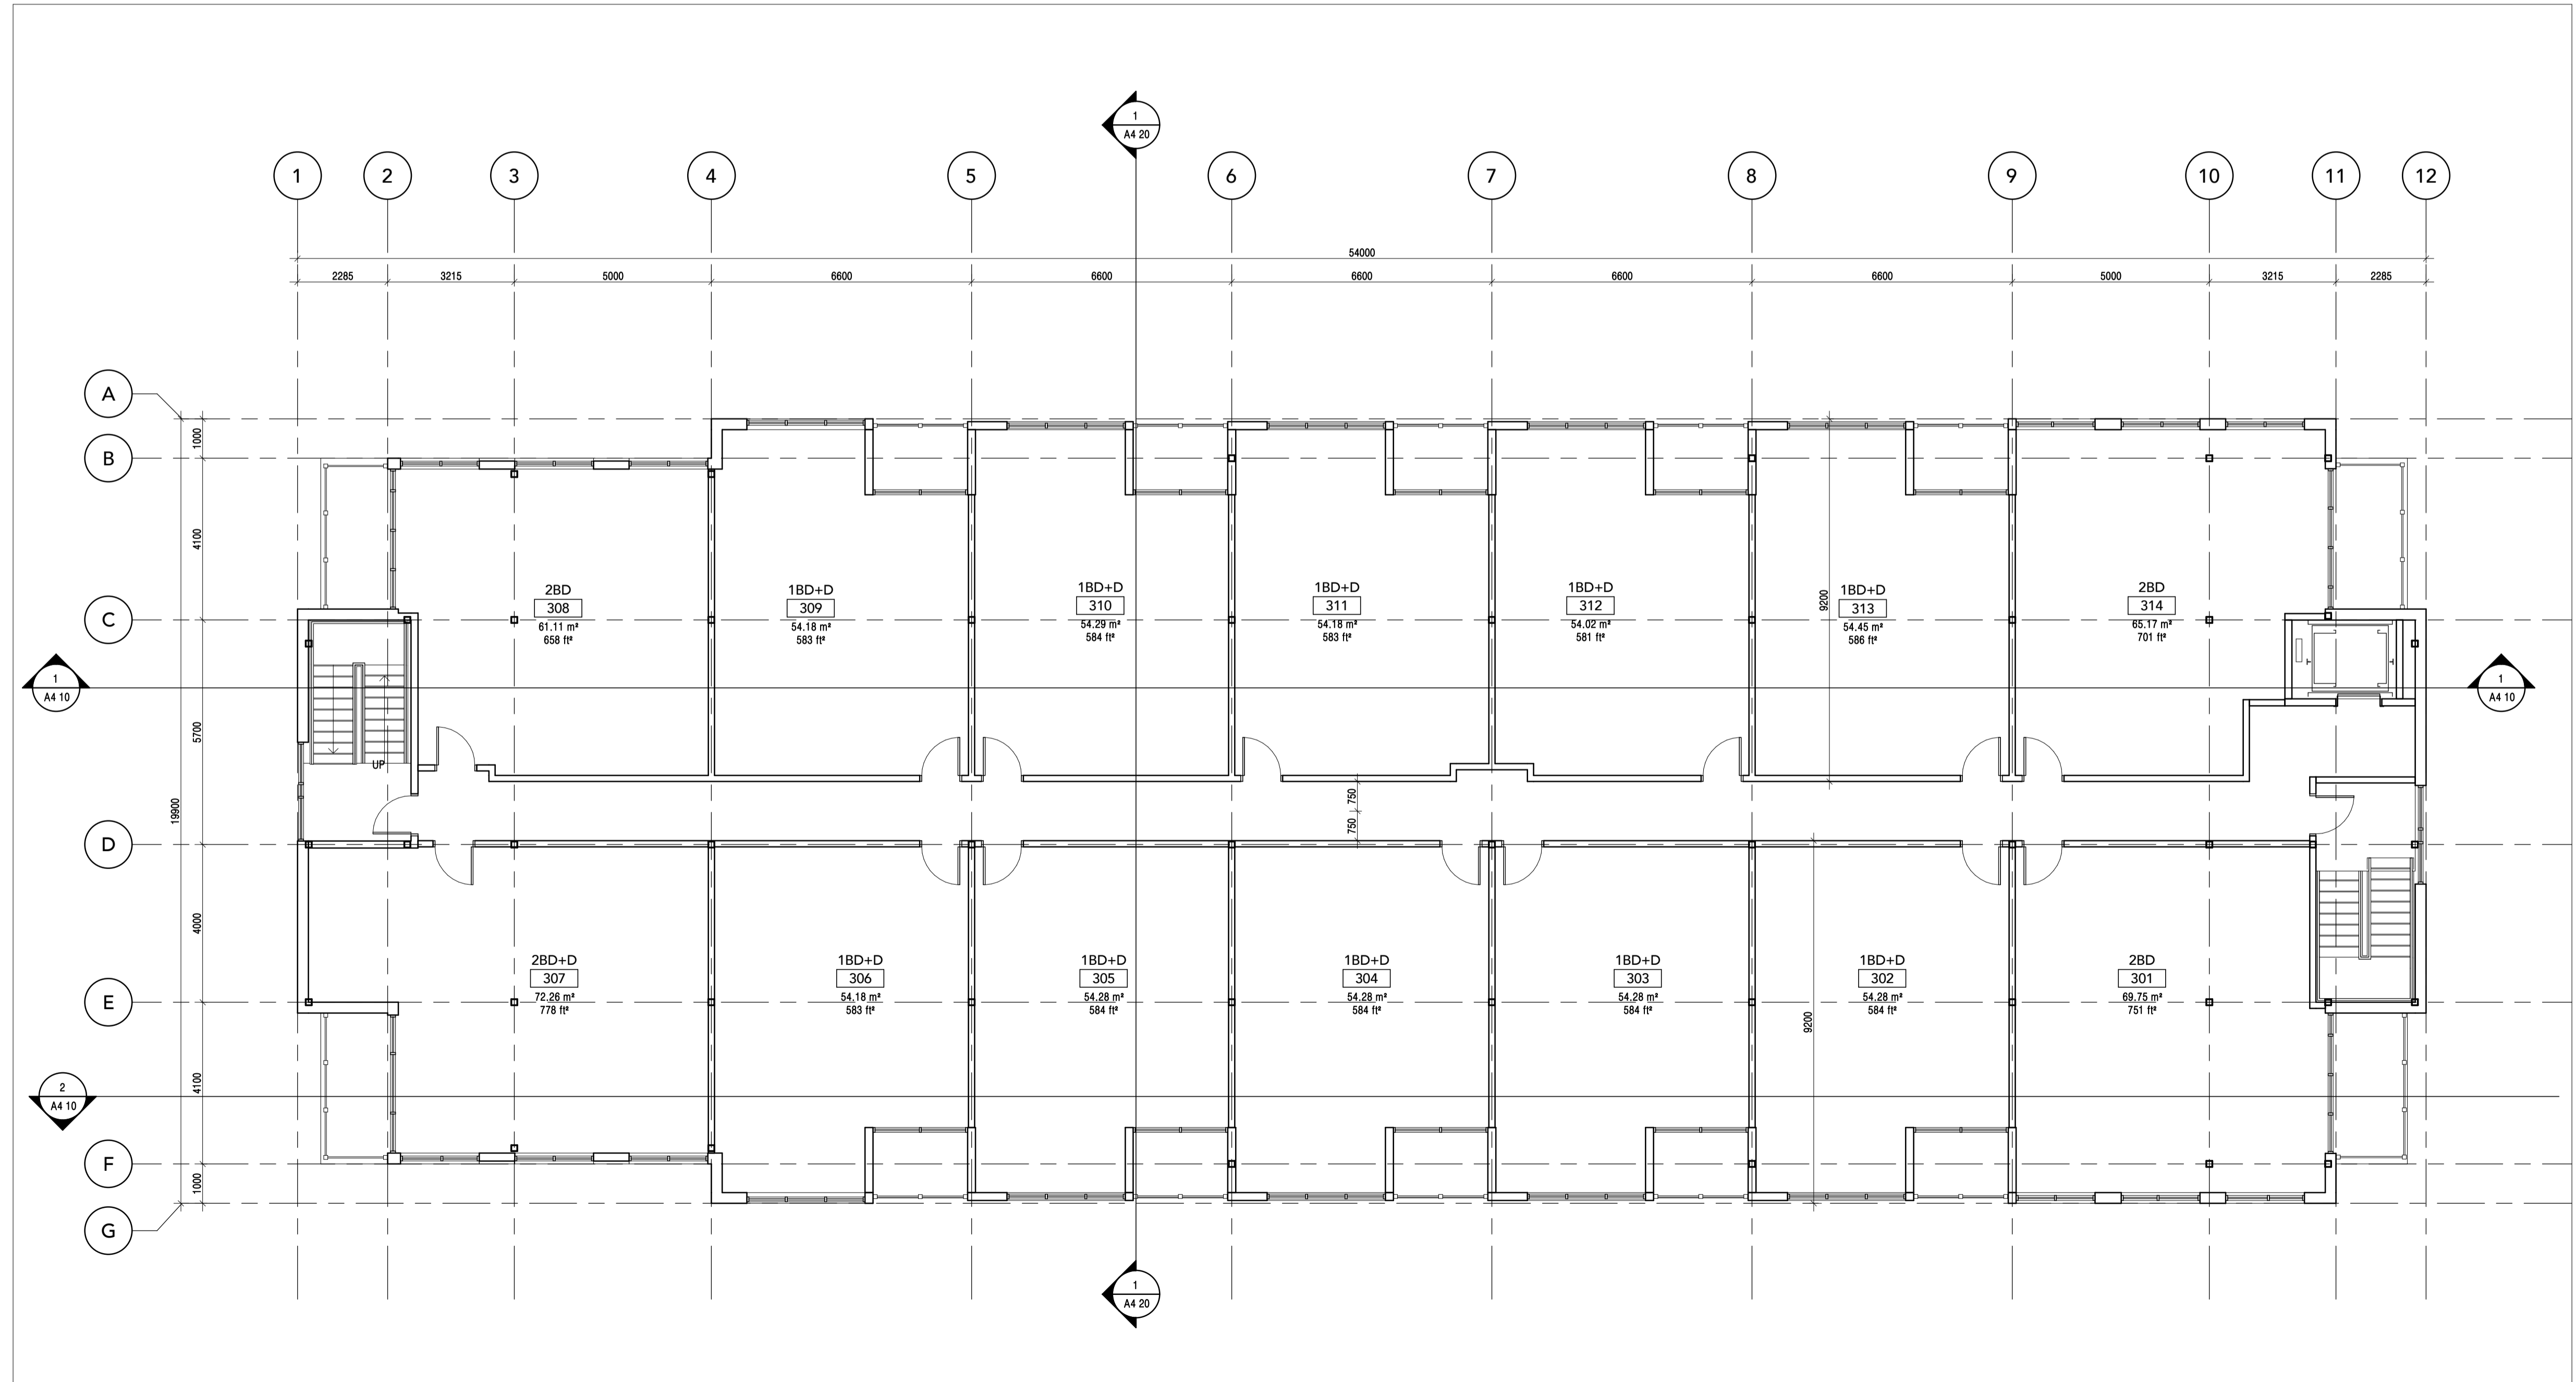 1
A4 20
1 2 3 4 5 6 7 8 9 10 11 12
54000
2285 3215 5000 6600 6600 6600 6600 6600 5000 3215 2285
A
B
C
D
E
F
G
1000
4100
5700
19900
4000
4100
1000
2BD
308
61.11 m²
658 ft²
1BD+D
309
54.18 m²
583 ft²
1BD+D
310
54.29 m²
584 ft²
1BD+D
311
54.18 m²
583 ft²
1BD+D
312
54.02 m²
581 ft²
1BD+D
313
54.45 m²
586 ft²
9200
2BD
314
65.17 m²
701 ft²
1
A4 10
1
A4 10
UP
750
750
2BD+D
307
72.26 m²
778 ft²
1BD+D
306
54.18 m²
583 ft²
1BD+D
305
54.28 m²
584 ft²
1BD+D
304
54.28 m²
584 ft²
1BD+D
303
54.28 m²
584 ft²
1BD+D
302
54.28 m²
584 ft²
9200
2BD
301
69.75 m²
751 ft²
2
A4 10
1
A4 20